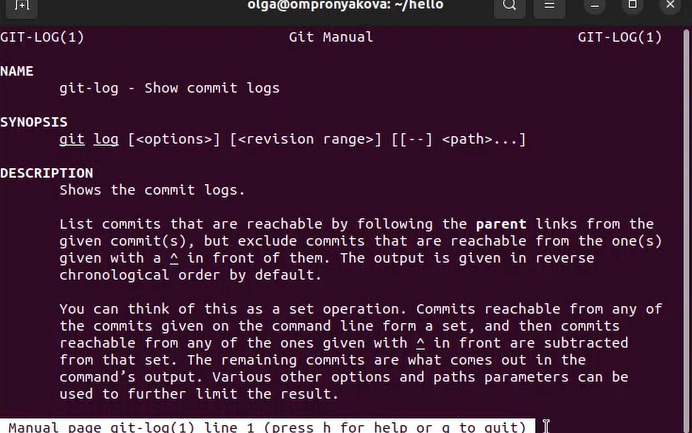 olga@ompronyakova: ~/hello
GIT-LOG(1) Git Manual GIT-LOG(1)
NAME
git-log - Show commit logs
SYNOPSIS
git log [<options>] [<revision range>] [[--] <path>...]
DESCRIPTION
Shows the commit logs.
List commits that are reachable by following the parent links from the
given commit(s), but exclude commits that are reachable from the one(s)
given with a ^ in front of them. The output is given in reverse
chronological order by default.
You can think of this as a set operation. Commits reachable from any of
the commits given on the command line form a set, and then commits
reachable from any of the ones given with ^ in front are subtracted
from that set. The remaining commits are what comes out in the
command’s output. Various other options and paths parameters can be
used to further limit the result.
Manual page git-log(1) line 1 (press h for help or q to quit)